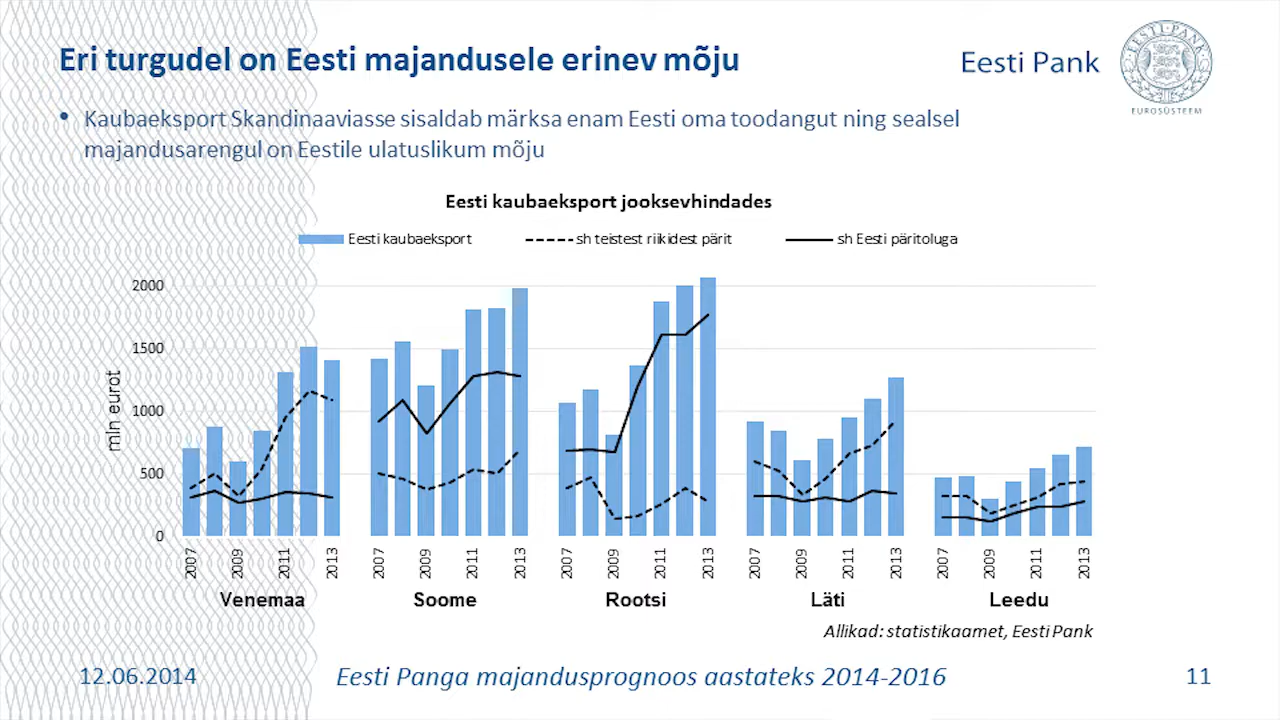 Eri turgudel on Eesti majandusele erinev mõju
Eesti Pank
EESTI PANK
EUROSÜSTEEM
• Kaubaeksport Skandinaaviasse sisaldab märksa enam Eesti oma toodangut ning sealsel
majandusarengul on Eestile ulatuslikum mõju
Eesti kaubaeksport jooksevhindades
Eesti kaubaeksport
sh teistest riikidest pärit
sh Eesti päritoluga
mln eurot
2000
1500
1000
500
0
2007 2009 2011 2013 2007 2009 2011 2013 2007 2009 2011 2013 2007 2009 2011 2013 2007 2009 2011 2013
Venemaa Soome Rootsi Läti Leedu
Allikad: statistikaamet, Eesti Pank
12.06.2014 Eesti Panga majandusprognoos aastateks 2014-2016 11